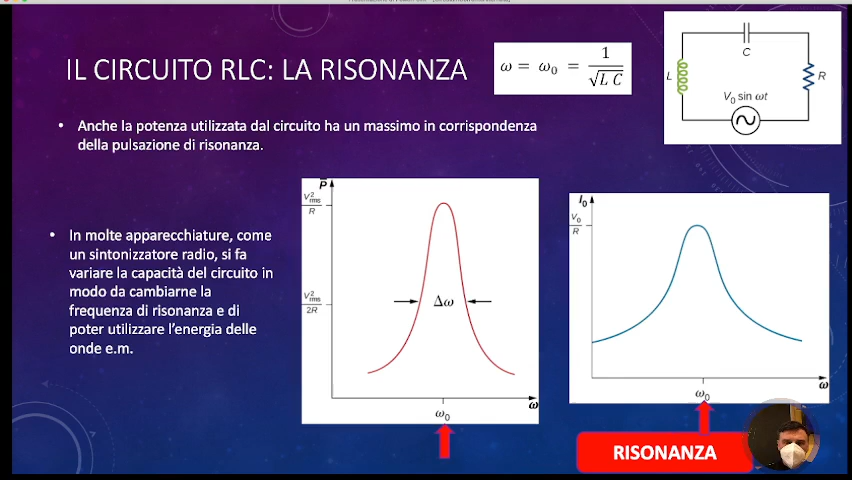 IL CIRCUITO RLC: LA RISONANZA
ω = ω₀ = 1/√(L C)
C
L
R
V₀ sin ωt
• Anche la potenza utilizzata dal circuito ha un massimo in corrispondenza
della pulsazione di risonanza.
• In molte apparecchiature, come
un sintonizzatore radio, si fa
variare la capacità del circuito in
modo da cambiarne la
frequenza di risonanza e di
poter utilizzare l'energia delle
onde e.m.
P̅
V²rms/R
V²rms/2R
Δω
ω₀
ω
I₀
V₀/R
ω₀
ω
RISONANZA